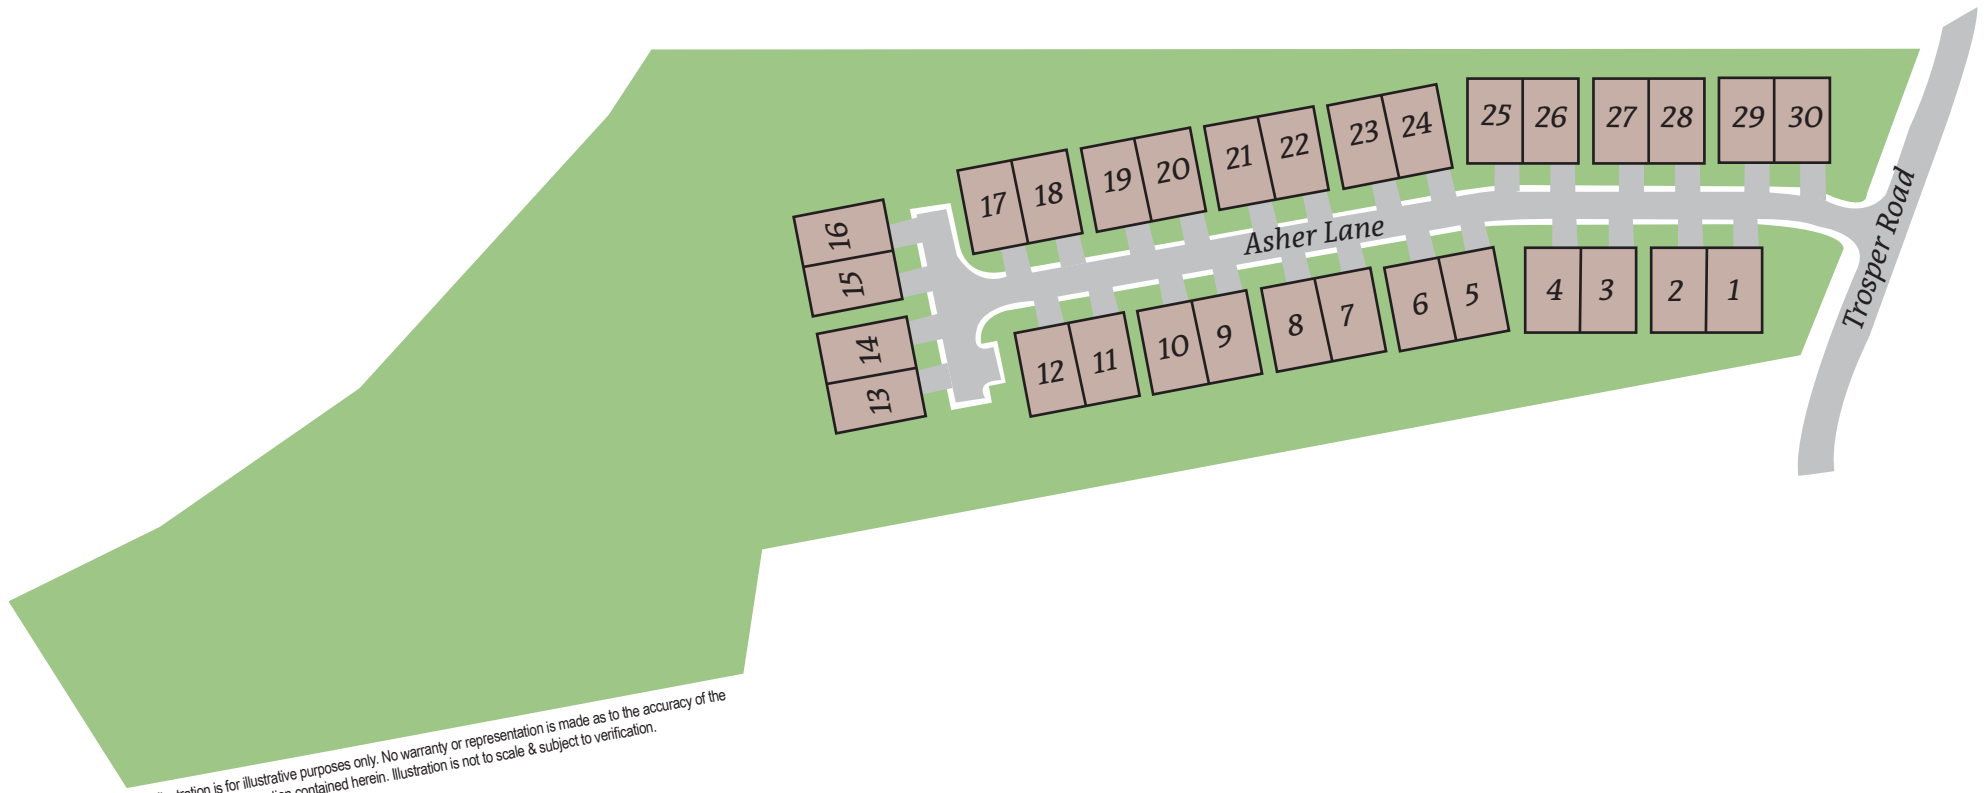 25 26 27 28 29 30
23 24
21 22
19 20
17 18
16
15
14
13
Asher Lane
Trosper Road
12 11 10 9 8 7 6 5 4 3 2 1
is for illustrative purposes only. No warranty or representation is made as to the accuracy of the
contained herein. Illustration is not to scale & subject to verification.